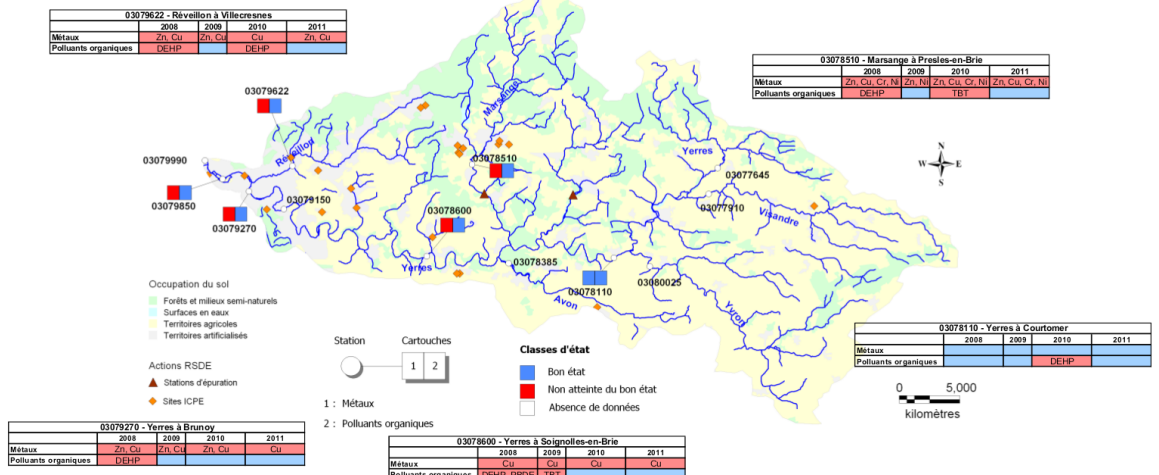 03079622 - Réveillon à Villecresnes
2008 2009 2010 2011
Métaux Zn, Cu Zn, Cu Cu Zn, Cu
Polluants organiques DEHP DEHP
03078510 - Marsange à Presles-en-Brie
2008 2009 2010 2011
Métaux Zn, Cu, Cr, Ni Zn, Ni Zn, Cu, Cr, Ni Zn, Cu, Cr, Ni
Polluants organiques DEHP TBT
03079622
Marsange
Réveillon
03079990
03078510
Yerres
N
W E
S
03077645
03079850
03079150
03079270
03078600
03077910
Visandre
Yerres
03078385
03078110
03080025
Avon
Yvron
Occupation du sol
Forêts et milieux semi-naturels
Surfaces en eaux
Territoires agricoles
Territoires artificialisés
Actions RSDE
Stations d'épuration
Sites ICPE
Station Cartouches
1 2
1 : Métaux
2 : Polluants organiques
Classes d'état
Bon état
Non atteinte du bon état
Absence de données
03078110 - Yerres à Courtomer
2008 2009 2010 2011
Métaux
Polluants organiques DEHP
0 5,000
kilomètres
03079270 - Yerres à Brunoy
2008 2009 2010 2011
Métaux Zn, Cu Zn, Cu Zn, Cu Cu
Polluants organiques DEHP
03078600 - Yerres à Soignolles-en-Brie
2008 2009 2010 2011
Métaux Cu Cu Cu Cu
Polluants organiques DEHP, PBDE TBT